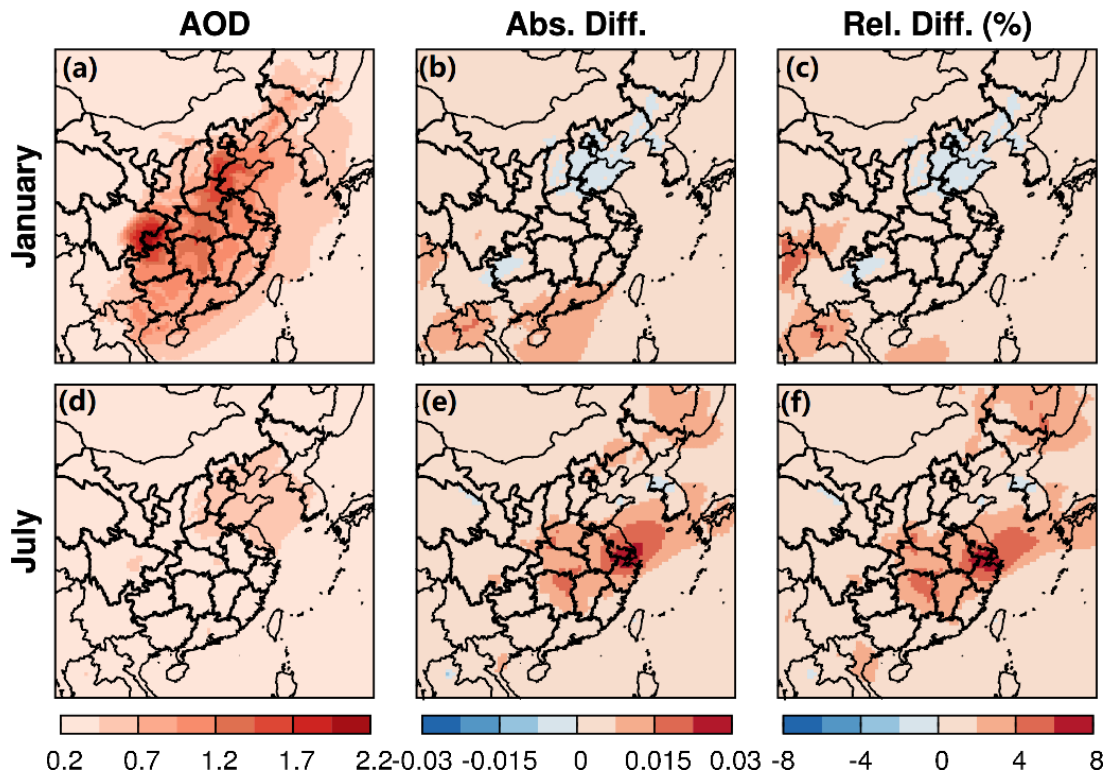 AOD Abs. Diff. Rel. Diff. (%)
January
(a) (b) (c)
July
(d) (e) (f)
0.2 0.7 1.2 1.7 2.2 -0.03 -0.015 0 0.015 0.03 -8 -4 0 4 8